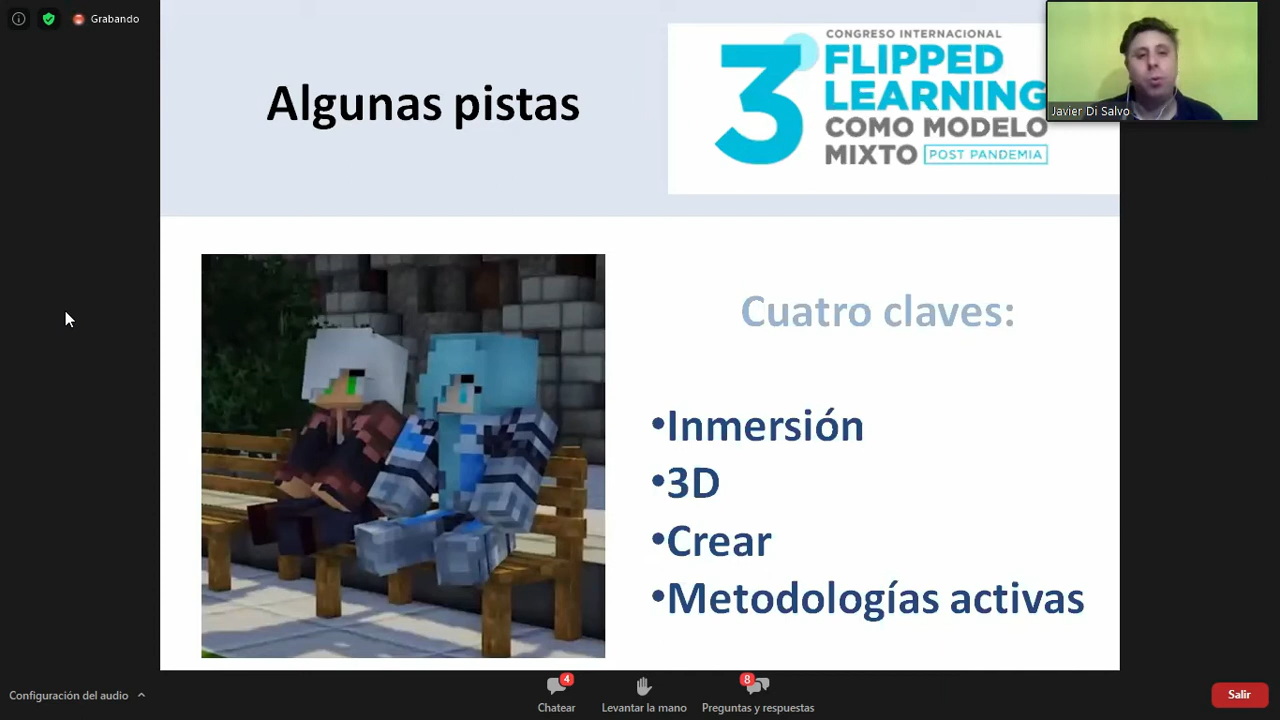 Grabando
Algunas pistas
CONGRESO INTERNACIONAL
3°
FLIPPED
LEARNING
COMO MODELO
MIXTO POST PANDEMIA
Javier Di Salvo
Cuatro claves:
•Inmersión
•3D
•Crear
•Metodologías activas
Configuración del audio
4
Chatear
Levantar la mano
8
Preguntas y respuestas
Salir